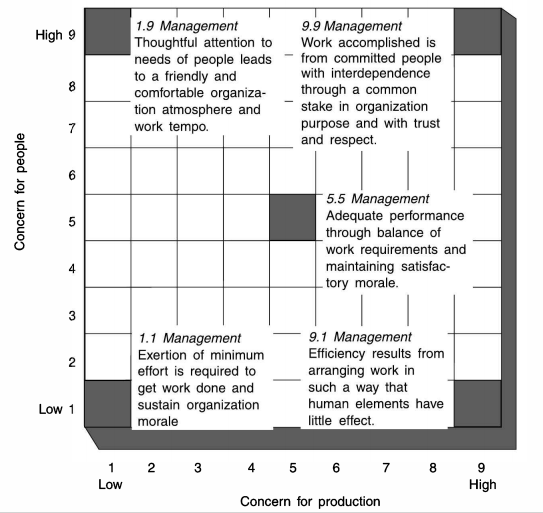 High 9
8
7
6
5
4
3
2
Low 1
Concern for people
1.9 Management
Thoughtful attention to
needs of people leads
to a friendly and
comfortable organiza-
tion atmosphere and
work tempo.
9.9 Management
Work accomplished is
from committed people
with interdependence
through a common
stake in organization
purpose and with trust
and respect.
5.5 Management
Adequate performance
through balance of
work requirements and
maintaining satisfac-
tory morale.
1.1 Management
Exertion of minimum
effort is required to
get work done and
sustain organization
morale
9.1 Management
Efficiency results from
arranging work in
such a way that
human elements have
little effect.
1 2 3 4 5 6 7 8 9
Low High
Concern for production